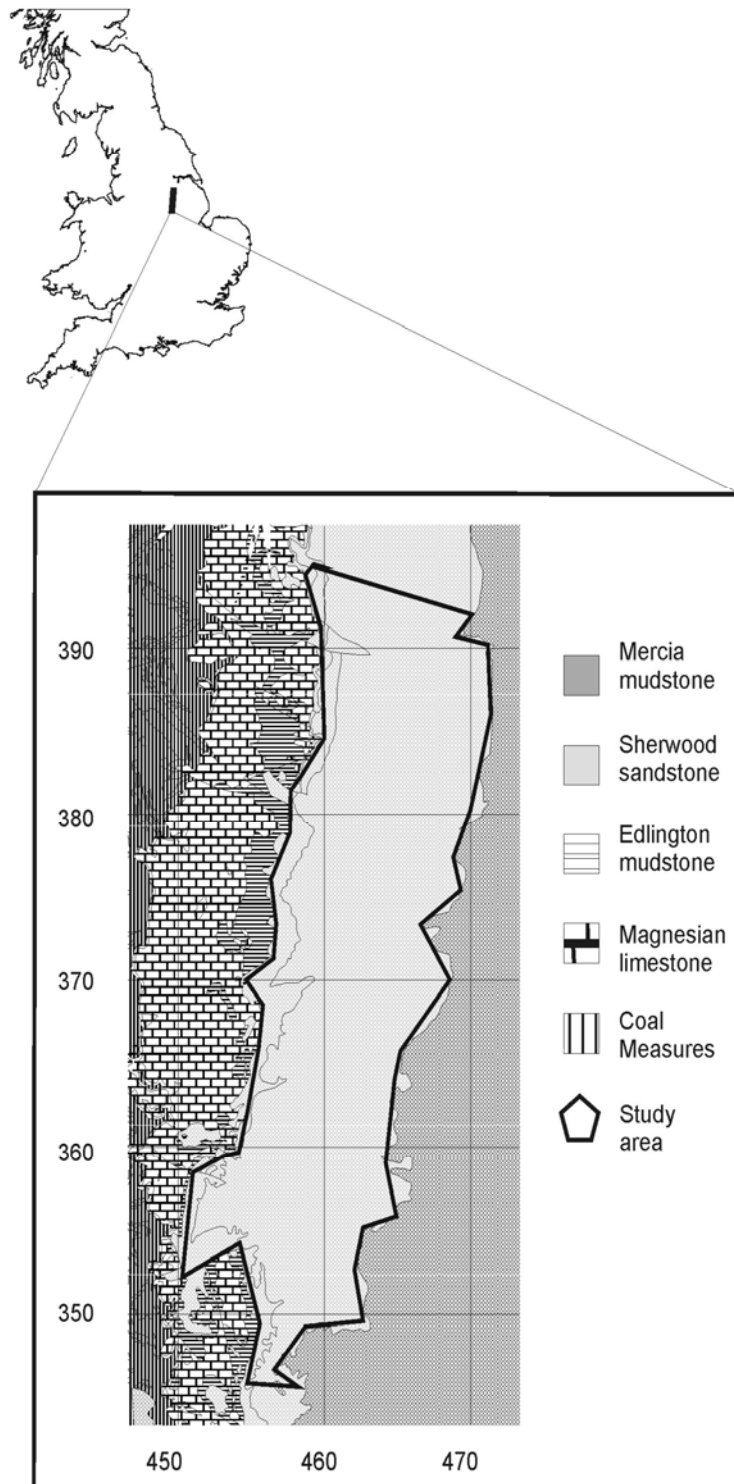 390
380
370
360
350
450
460
470
Mercia
mudstone
Sherwood
sandstone
Edlington
mudstone
Magnesian
limestone
Coal
Measures
Study
area